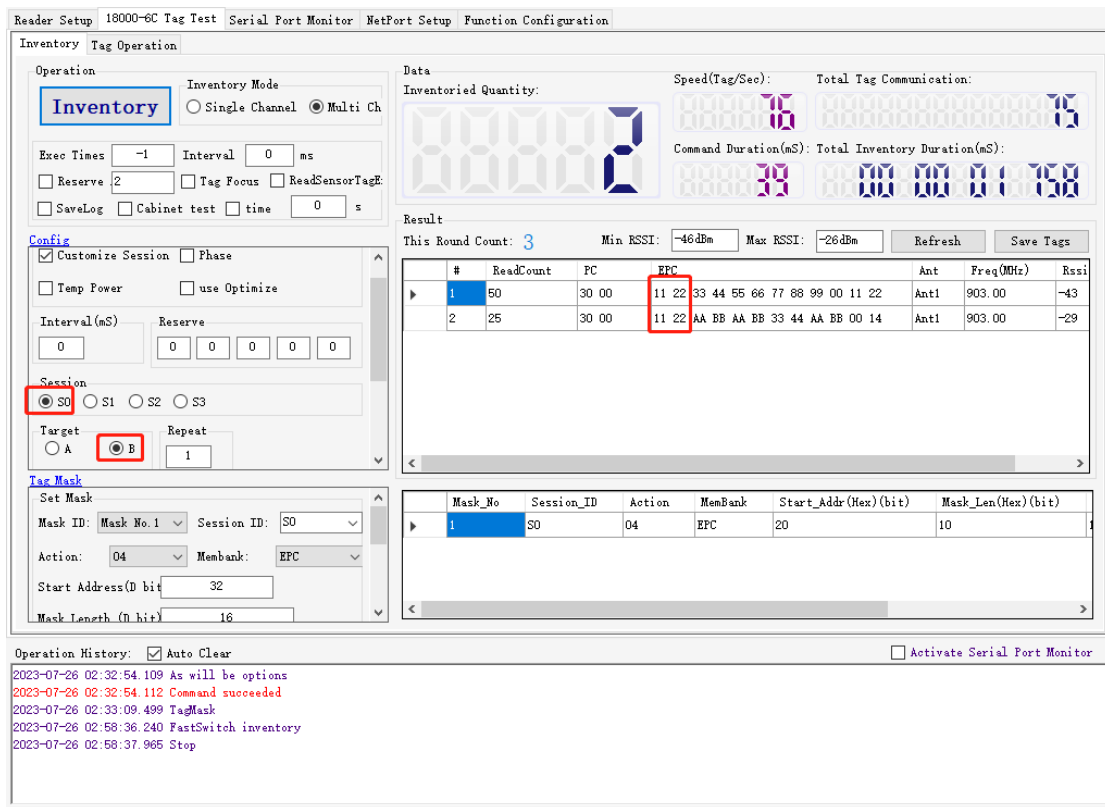 Reader Setup 18000-6C Tag Test Serial Port Monitor NetPort Setup Function Configuration
Inventory Tag Operation
Operation
Inventory
Inventory Mode
Single Channel Multi Ch
Exec Times -1 Interval 0 ms
Reserve .2 Tag Focus ReadSensorTagE
SaveLog Cabinet test time 0 s
Config
Customize Session Phase
Temp Power use Optimize
Interval(mS) Reserve
0 0 0 0 0 0
Session
S0 S1 S2 S3
Target Repeat
A B 1
Tag Mask
Set Mask
Mask ID: Mask No.1 Session ID: S0
Action: 04 Membank: EPC
Start Address(D bit 32
Mask Length (D bit) 16
Data
Inventoried Quantity: Speed(Tag/Sec): Total Tag Communication:
2 76 75
Command Duration(mS): Total Inventory Duration(mS):
39 00 00 01 758
Result
This Round Count: 3 Min RSSI: -46dBm Max RSSI: -26dBm Refresh Save Tags
# ReadCount PC EPC Ant Freq(MHz) Rssi
1 50 30 00 11 22 33 44 55 66 77 88 99 00 11 22 Ant1 903.00 -43
2 25 30 00 11 22 AA BB AA BB 33 44 AA BB 00 14 Ant1 903.00 -29
Mask_No Session_ID Action MemBank Start_Addr(Hex)(bit) Mask_Len(Hex)(bit)
1 S0 04 EPC 20 10 1
Operation History: Auto Clear Activate Serial Port Monitor
2023-07-26 02:32:54.109 As will be options
2023-07-26 02:32:54.112 Command succeeded
2023-07-26 02:33:09.499 TagMask
2023-07-26 02:58:36.240 FastSwitch inventory
2023-07-26 02:58:37.965 Stop